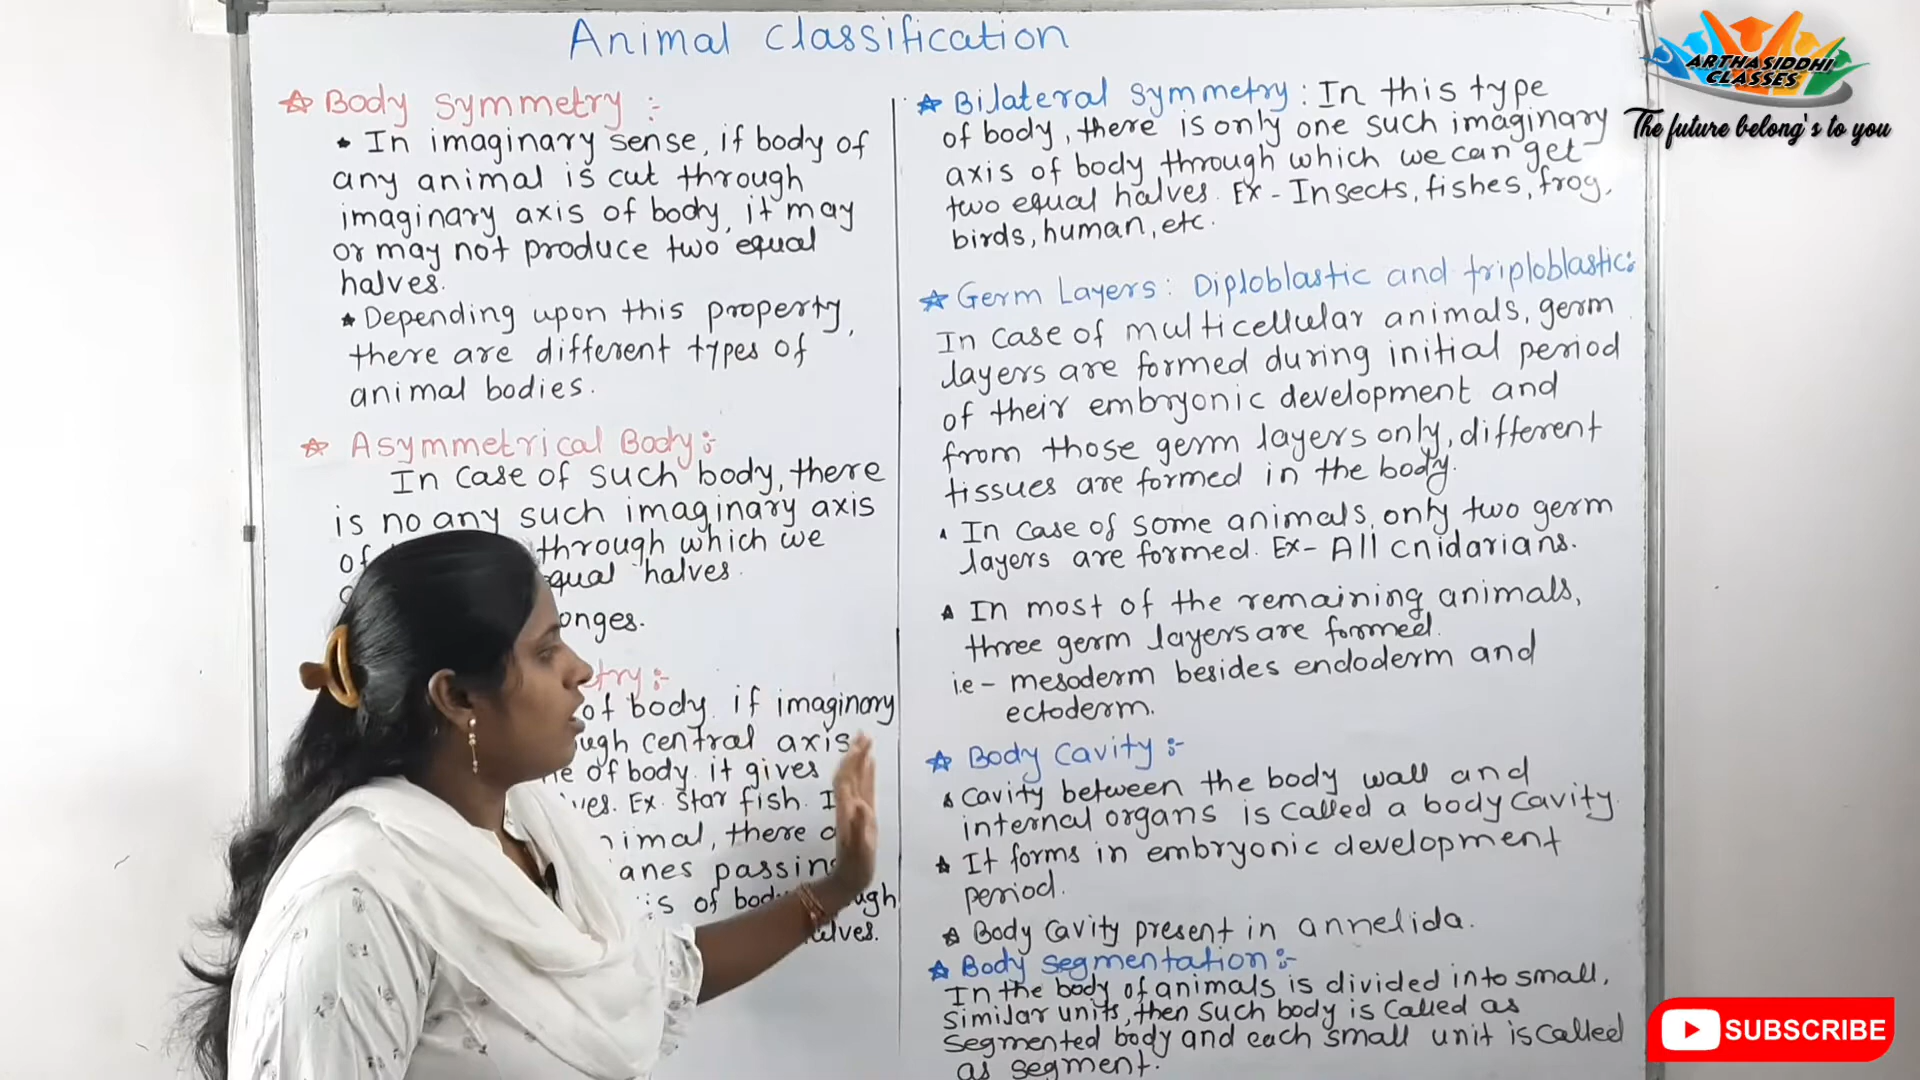 Animal Classification
Body Symmetry :-
In imaginary sense, if body of
any animal is cut through
imaginary axis of body, it may
or may not produce two equal
halves.
Depending upon this property,
there are different types of
animal bodies.
Asymmetrical Body:-
In case of such body, there
is no any such imaginary axis
of through which we
equal halves.
onges.
etry:-
of body. if imaginary
ugh central axis
of body. it gives
ves. Ex. Star fish. I
nimal, there
anes passin
is of body
halves.
Bilateral Symmetry: In this type
of body, there is only one such imaginary
axis of body through which we can get
two equal halves. Ex - Insects, fishes, frog,
birds, human, etc.
Germ Layers: Diploblastic and triploblastic:
In case of multicellular animals, germ
layers are formed during initial period
of their embryonic development and
from those germ layers only, different
tissues are formed in the body.
In case of some animals, only two germ
layers are formed. Ex- All cnidarians.
In most of the remaining animals,
three germ layers are formed.
i.e - mesoderm besides endoderm and
ectoderm.
Body Cavity :-
Cavity between the body wall and
internal organs is called a body cavity.
It forms in embryonic development
period.
Body Cavity present in annelida.
Body segmentation:-
In the body of animals is divided into small,
similar units, then such body is called as
segmented body and each small unit is called
as segment.
ARTHASIDDHI
CLASSES
The future belong's to you
SUBSCRIBE